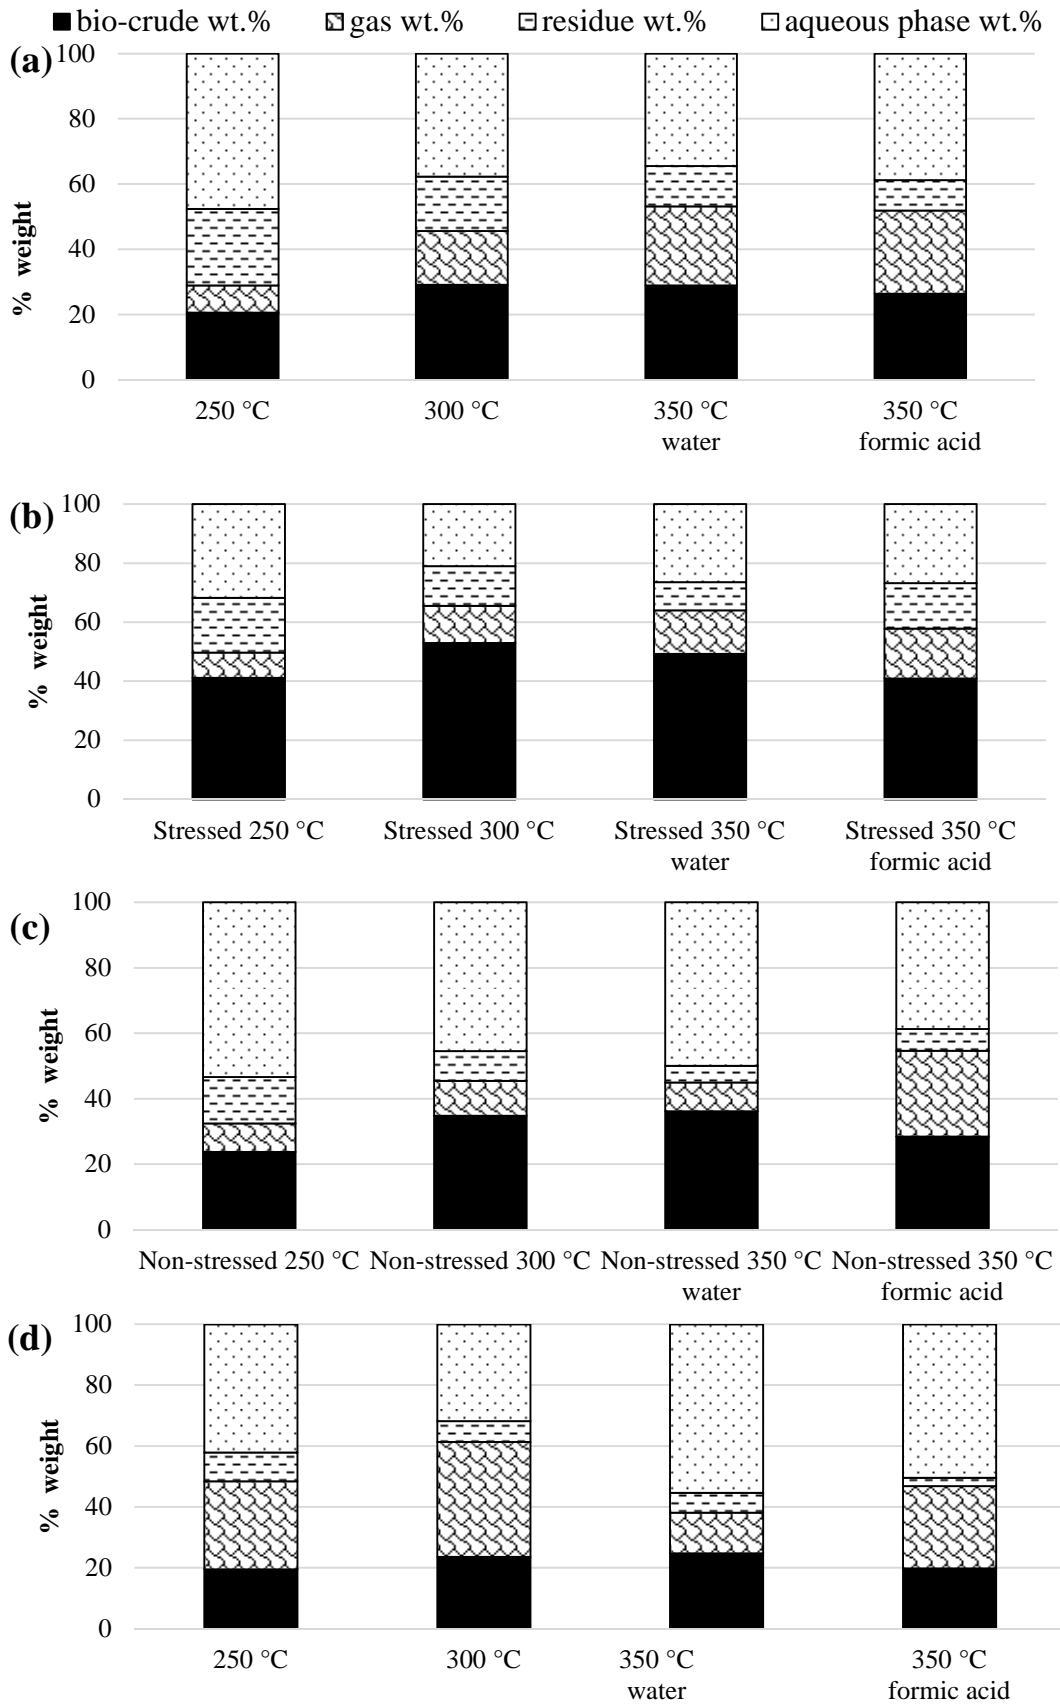 bio-crude wt.% gas wt.% residue wt.% aqueous phase wt.%
(a)
100
80
60
40
20
0
% weight
250 °C 300 °C 350 °C 350 °C
water formic acid
(b)
100
80
60
40
20
0
% weight
Stressed 250 °C Stressed 300 °C Stressed 350 °C Stressed 350 °C
water formic acid
(c)
100
80
60
40
20
0
% weight
Non-stressed 250 °C Non-stressed 300 °C Non-stressed 350 °C Non-stressed 350 °C
water formic acid
(d)
100
80
60
40
20
0
% weight
250 °C 300 °C 350 °C 350 °C
water formic acid